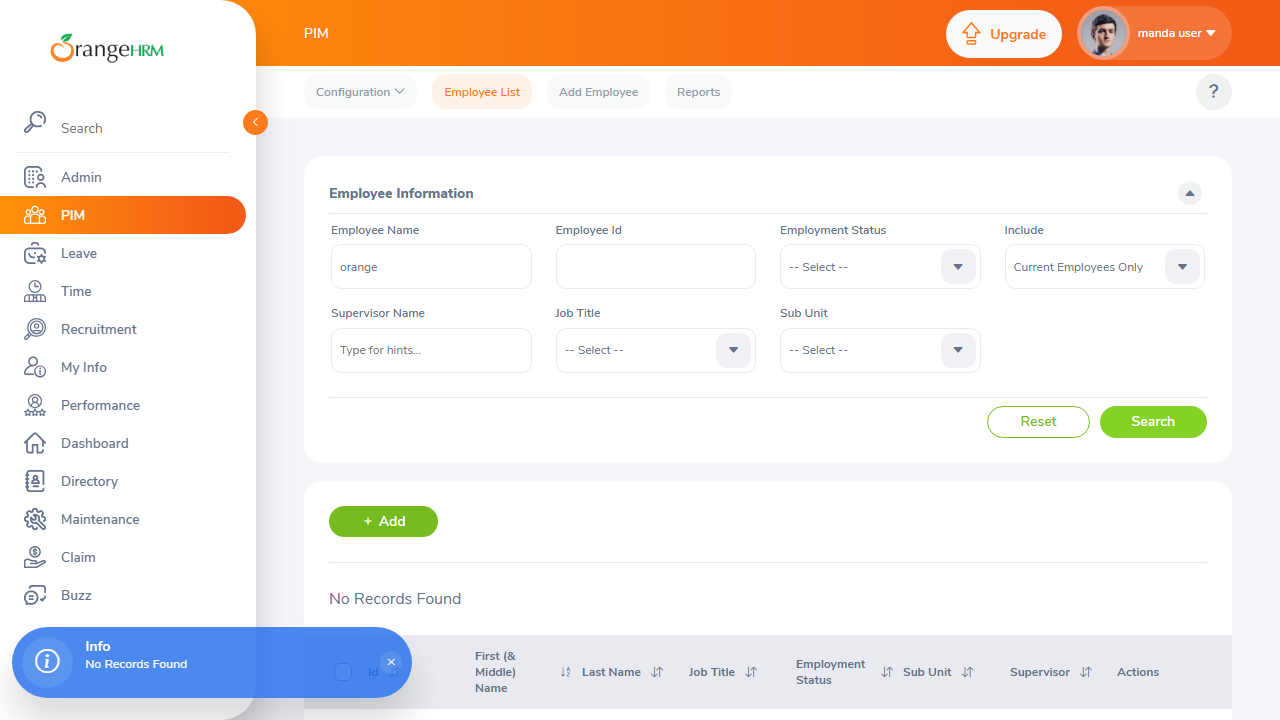 OrangeHRM
PIM
Upgrade
manda user
Configuration
Employee List
Add Employee
Reports
?
Search
Admin
PIM
Leave
Time
Recruitment
My Info
Performance
Dashboard
Directory
Maintenance
Claim
Buzz
Employee Information
Employee Name
Employee Id
Employment Status
Include
orange
-- Select --
Current Employees Only
Supervisor Name
Job Title
Sub Unit
Type for hints...
-- Select --
-- Select --
Reset
Search
+ Add
No Records Found
Id
First (& Middle) Name
Last Name
Job Title
Employment Status
Sub Unit
Supervisor
Actions
Info
No Records Found
×